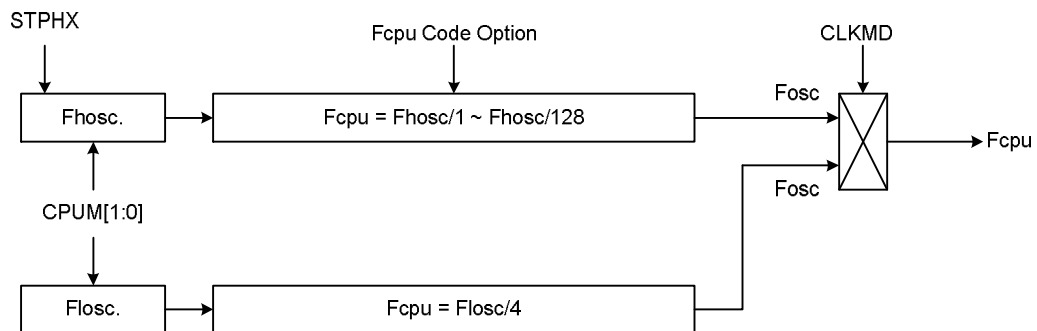 STPHX
Fcpu Code Option
CLKMD
Fhosc.
Fcpu = Fhosc/1 ~ Fhosc/128
Fosc
Fcpu
Fosc
CPUM[1:0]
Flosc.
Fcpu = Flosc/4